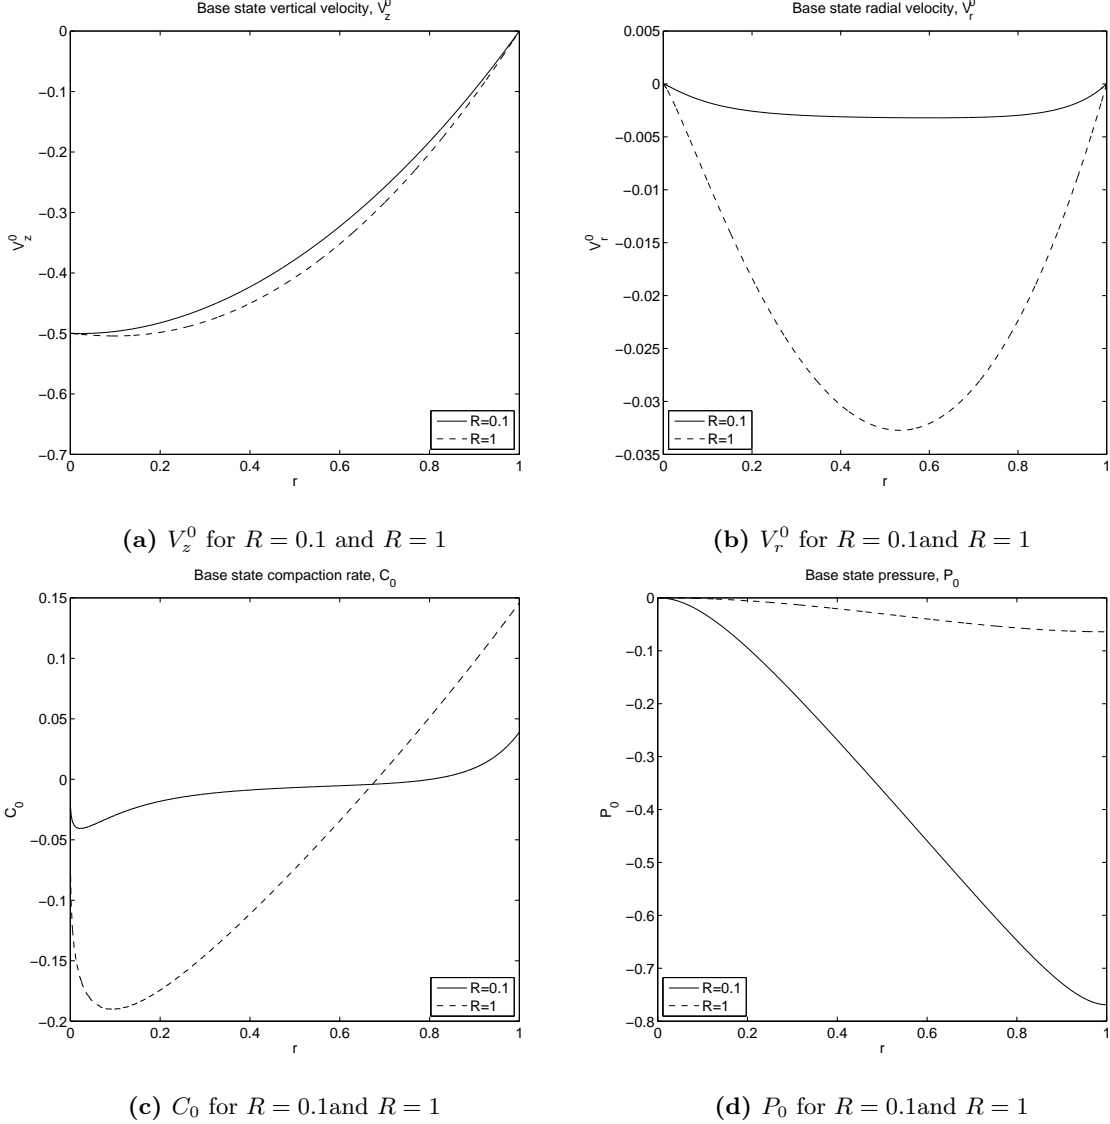 Base state vertical velocity, V_z^0
0
−0.1
−0.2
−0.3
−0.4
−0.5
−0.6
−0.7
V_z^0
0 0.2 0.4 0.6 0.8 1
r
R=0.1
R=1
(a) V_z^0 for R = 0.1 and R = 1
Base state radial velocity, V_r^0
0.005
0
−0.005
−0.01
−0.015
−0.02
−0.025
−0.03
−0.035
V_r^0
0 0.2 0.4 0.6 0.8 1
r
R=0.1
R=1
(b) V_r^0 for R = 0.1and R = 1
Base state compaction rate, C_0
0.15
0.1
0.05
0
−0.05
−0.1
−0.15
−0.2
C_0
0 0.2 0.4 0.6 0.8 1
r
R=0.1
R=1
(c) C_0 for R = 0.1and R = 1
Base state pressure, P_0
0
−0.1
−0.2
−0.3
−0.4
−0.5
−0.6
−0.7
−0.8
P_0
0 0.2 0.4 0.6 0.8 1
r
R=0.1
R=1
(d) P_0 for R = 0.1and R = 1